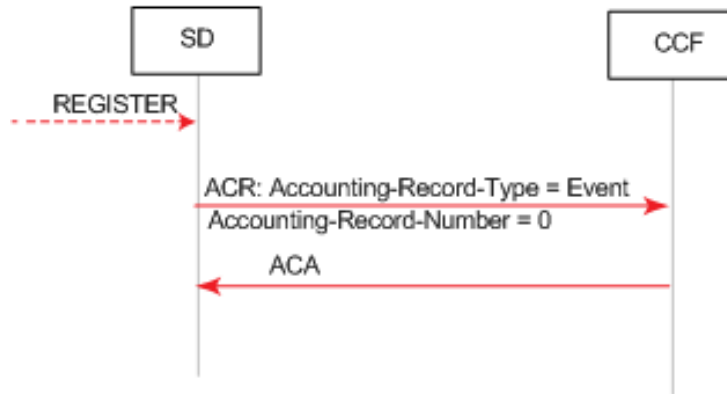 SD
CCF
REGISTER
ACR: Accounting-Record-Type = Event
Accounting-Record-Number = 0
ACA